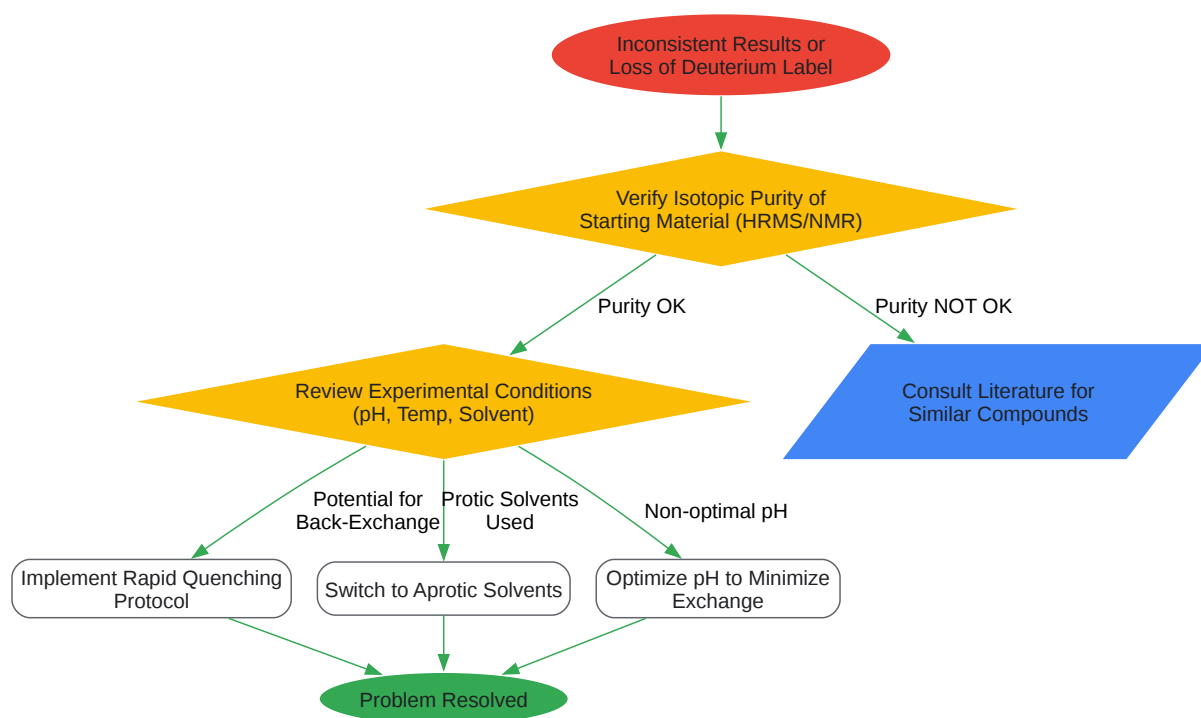 Inconsistent Results or
Loss of Deuterium Label
Verify Isotopic Purity of
Starting Material (HRMS/NMR)
Purity OK
Purity NOT OK
Review Experimental Conditions
(pH, Temp, Solvent)
Consult Literature for
Similar Compounds
Potential for
Back-Exchange
Protic Solvents
Used
Non-optimal pH
Implement Rapid Quenching
Protocol
Switch to Aprotic Solvents
Optimize pH to Minimize
Exchange
Problem Resolved